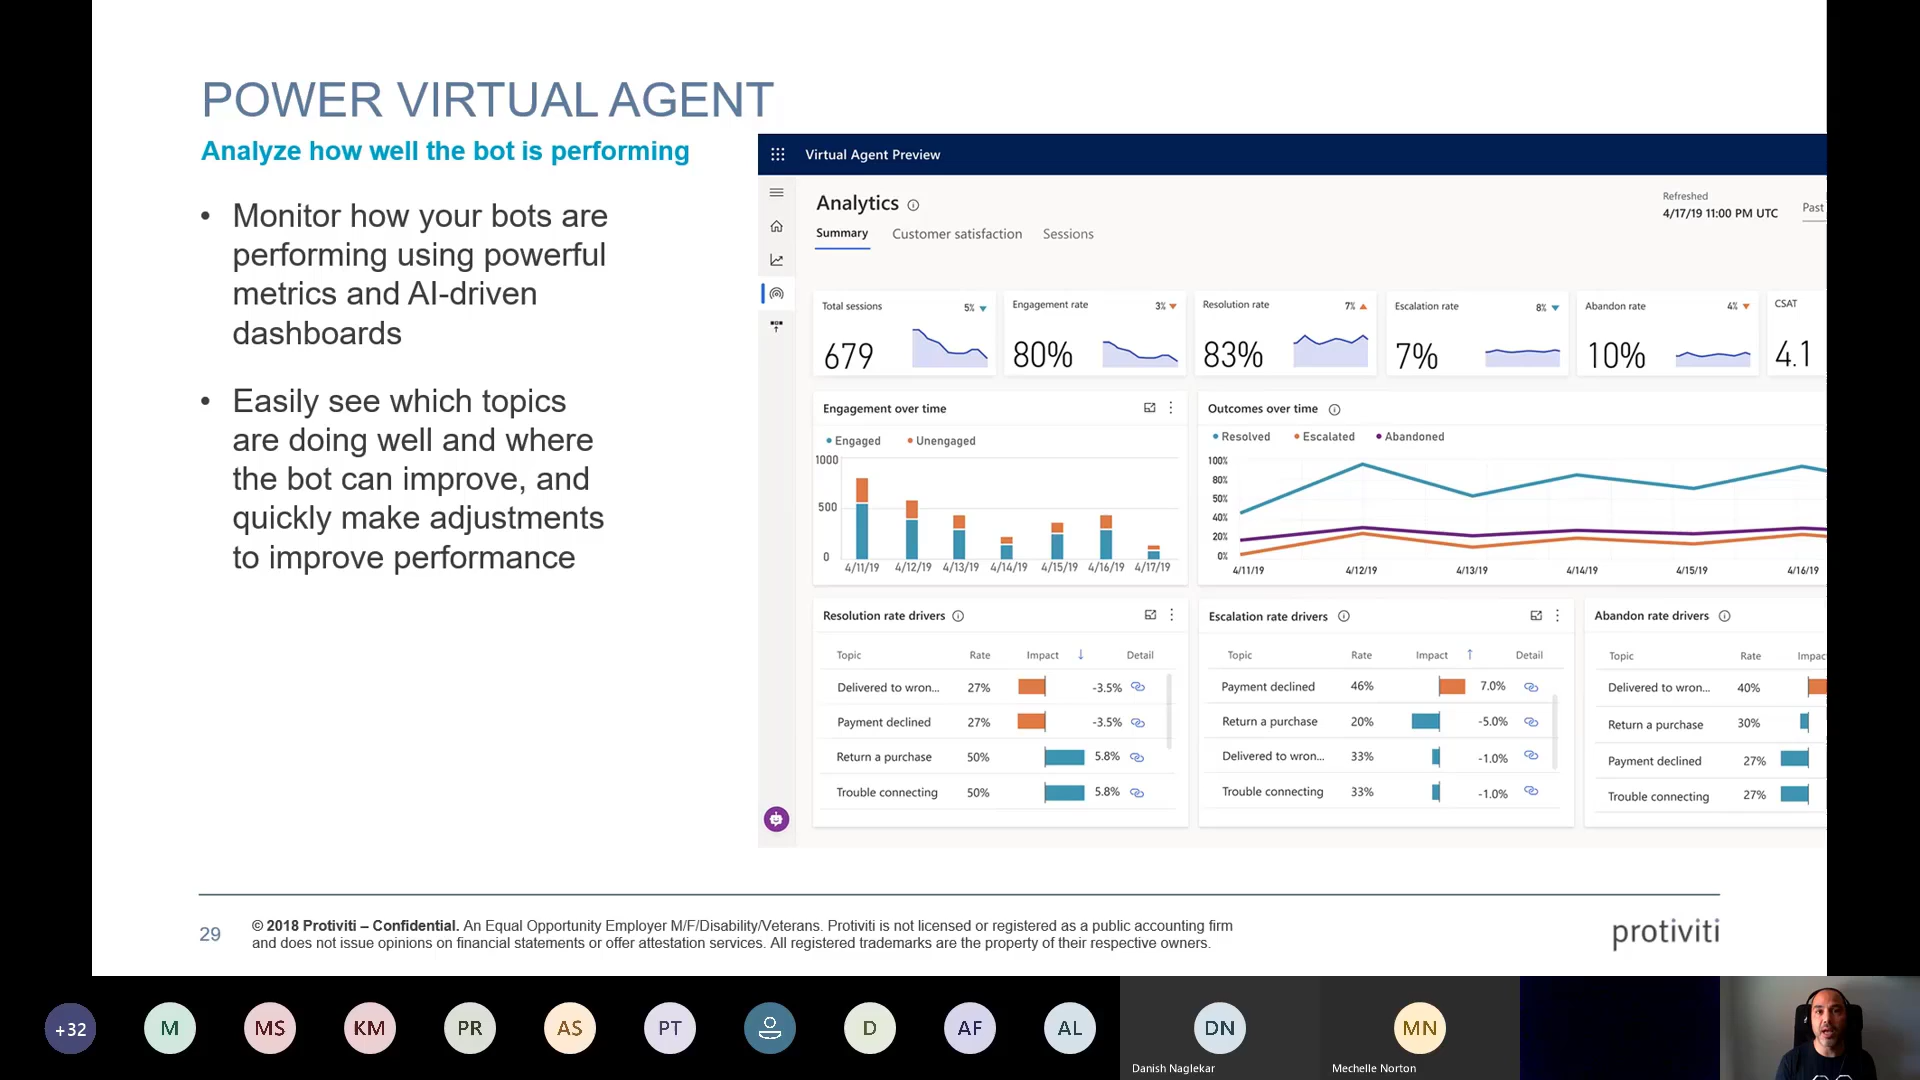 POWER VIRTUAL AGENT
Analyze how well the bot is performing
• Monitor how your bots are
performing using powerful
metrics and AI-driven
dashboards
• Easily see which topics
are doing well and where
the bot can improve, and
quickly make adjustments
to improve performance
Virtual Agent Preview
Analytics
Refreshed
4/17/19 11:00 PM UTC
Past
Summary Customer satisfaction Sessions
Total sessions 5%
679
Engagement rate 3%
80%
Resolution rate 7%
83%
Escalation rate 8%
7%
Abandon rate 4%
10%
CSAT
4.1
Engagement over time
Engaged Unengaged
1000
500
0
4/11/19 4/12/19 4/13/19 4/14/19 4/15/19 4/16/19 4/17/19
Outcomes over time
Resolved Escalated Abandoned
100%
80%
50%
40%
20%
0%
4/11/19 4/12/19 4/13/19 4/14/19 4/15/19 4/16/19
Resolution rate drivers
Topic Rate Impact Detail
Delivered to wron... 27% -3.5%
Payment declined 27% -3.5%
Return a purchase 50% 5.8%
Trouble connecting 50% 5.8%
Escalation rate drivers
Topic Rate Impact Detail
Payment declined 46% 7.0%
Return a purchase 20% -5.0%
Delivered to wron... 33% -1.0%
Trouble connecting 33% -1.0%
Abandon rate drivers
Topic Rate Impac
Delivered to wron... 40%
Return a purchase 30%
Payment declined 27%
Trouble connecting 27%
29
© 2018 Protiviti – Confidential. An Equal Opportunity Employer M/F/Disability/Veterans. Protiviti is not licensed or registered as a public accounting firm
and does not issue opinions on financial statements or offer attestation services. All registered trademarks are the property of their respective owners.
protiviti
+32 M MS KM PR AS PT D AF AL DN MN
Danish Naglekar
Mechelle Norton